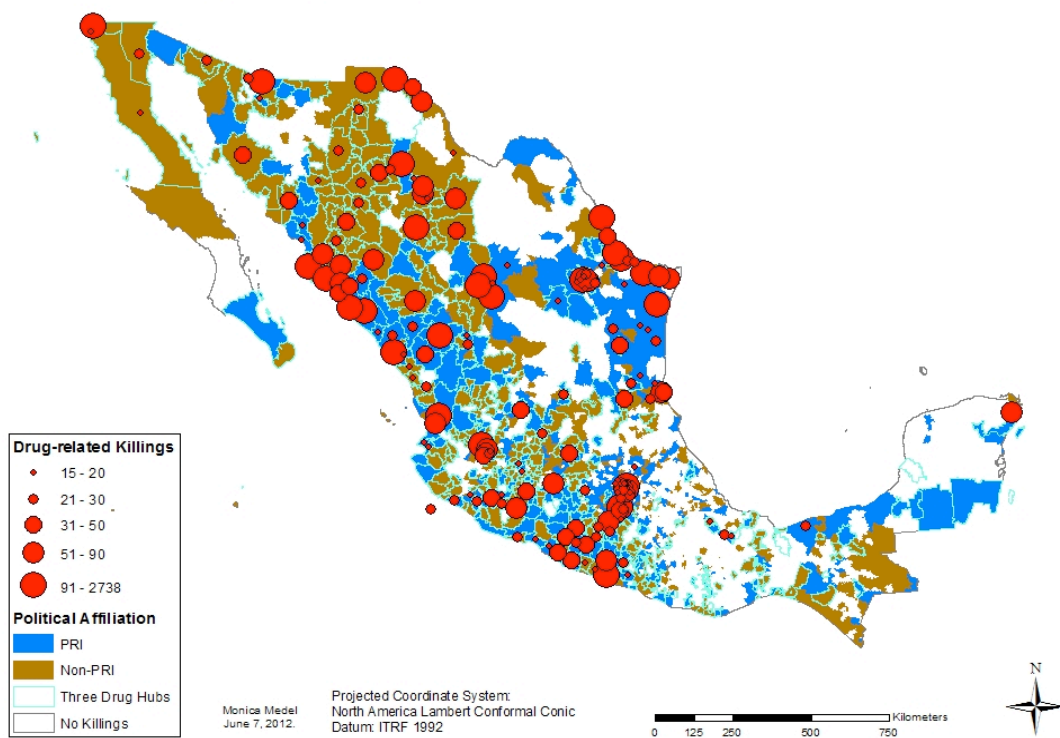 Drug-related Killings
15 - 20
21 - 30
31 - 50
51 - 90
91 - 2738
Political Affiliation
PRI
Non-PRI
Three Drug Hubs
No Killings
Monica Medel
June 7, 2012.
Projected Coordinate System:
North America Lambert Conformal Conic
Datum: ITRF 1992
Kilometers
0 125 250 500 750
N